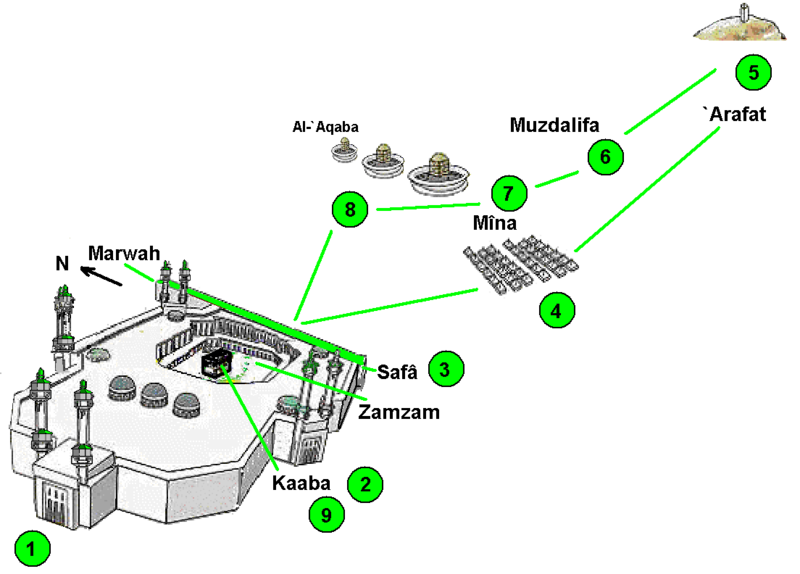 5
`Arafat
Al-`Aqaba
Muzdalifa
6
7
8
Mîna
Marwah
N
4
Safâ 3
Zamzam
Kaaba 2
9
1